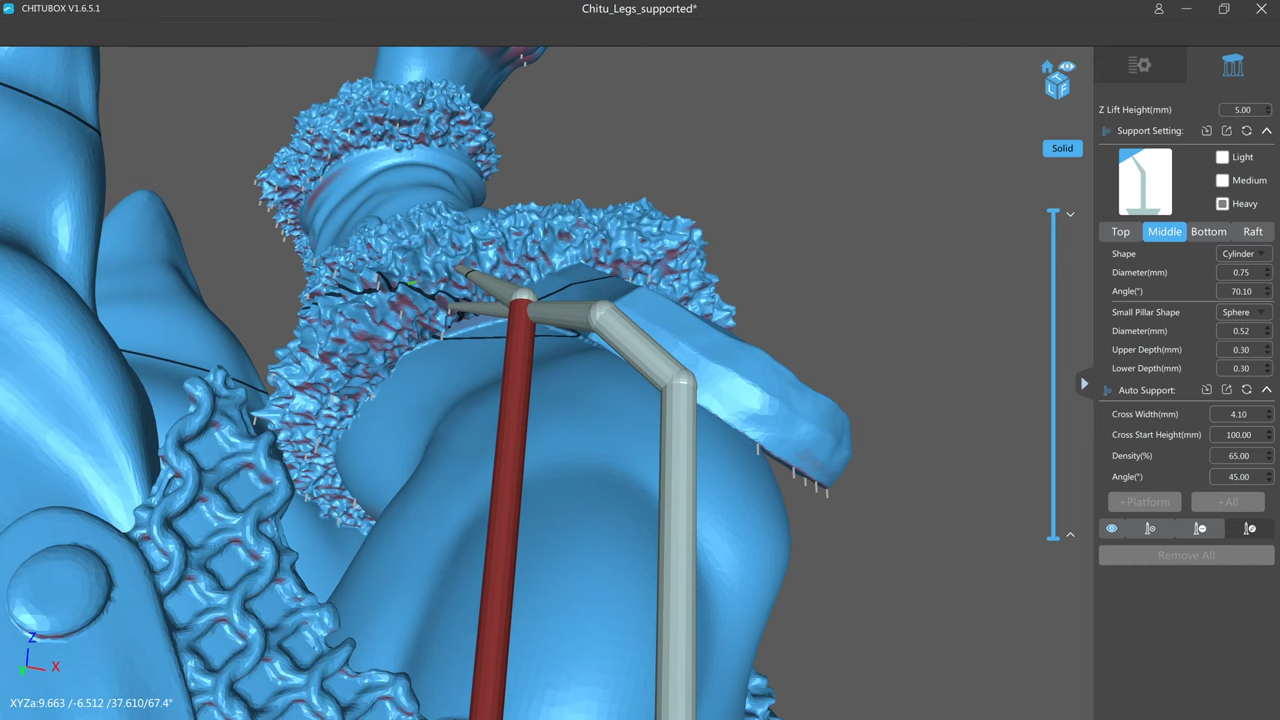 CHITUBOX V1.6.5.1
Chitu_Legs_supported*
T
L F
Solid
Z Lift Height(mm) 5.00
Support Setting:
Light
Medium
Heavy
Top Middle Bottom Raft
Shape Cylinder
Diameter(mm) 0.75
Angle(°) 70.10
Small Pillar Shape Sphere
Diameter(mm) 0.52
Upper Depth(mm) 0.30
Lower Depth(mm) 0.30
Auto Support:
Cross Width(mm) 4.10
Cross Start Height(mm) 100.00
Density(%) 65.00
Angle(°) 45.00
+Platform +All
Remove All
Z
X
XYZa:9.663 /-6.512 /37.610/67.4°